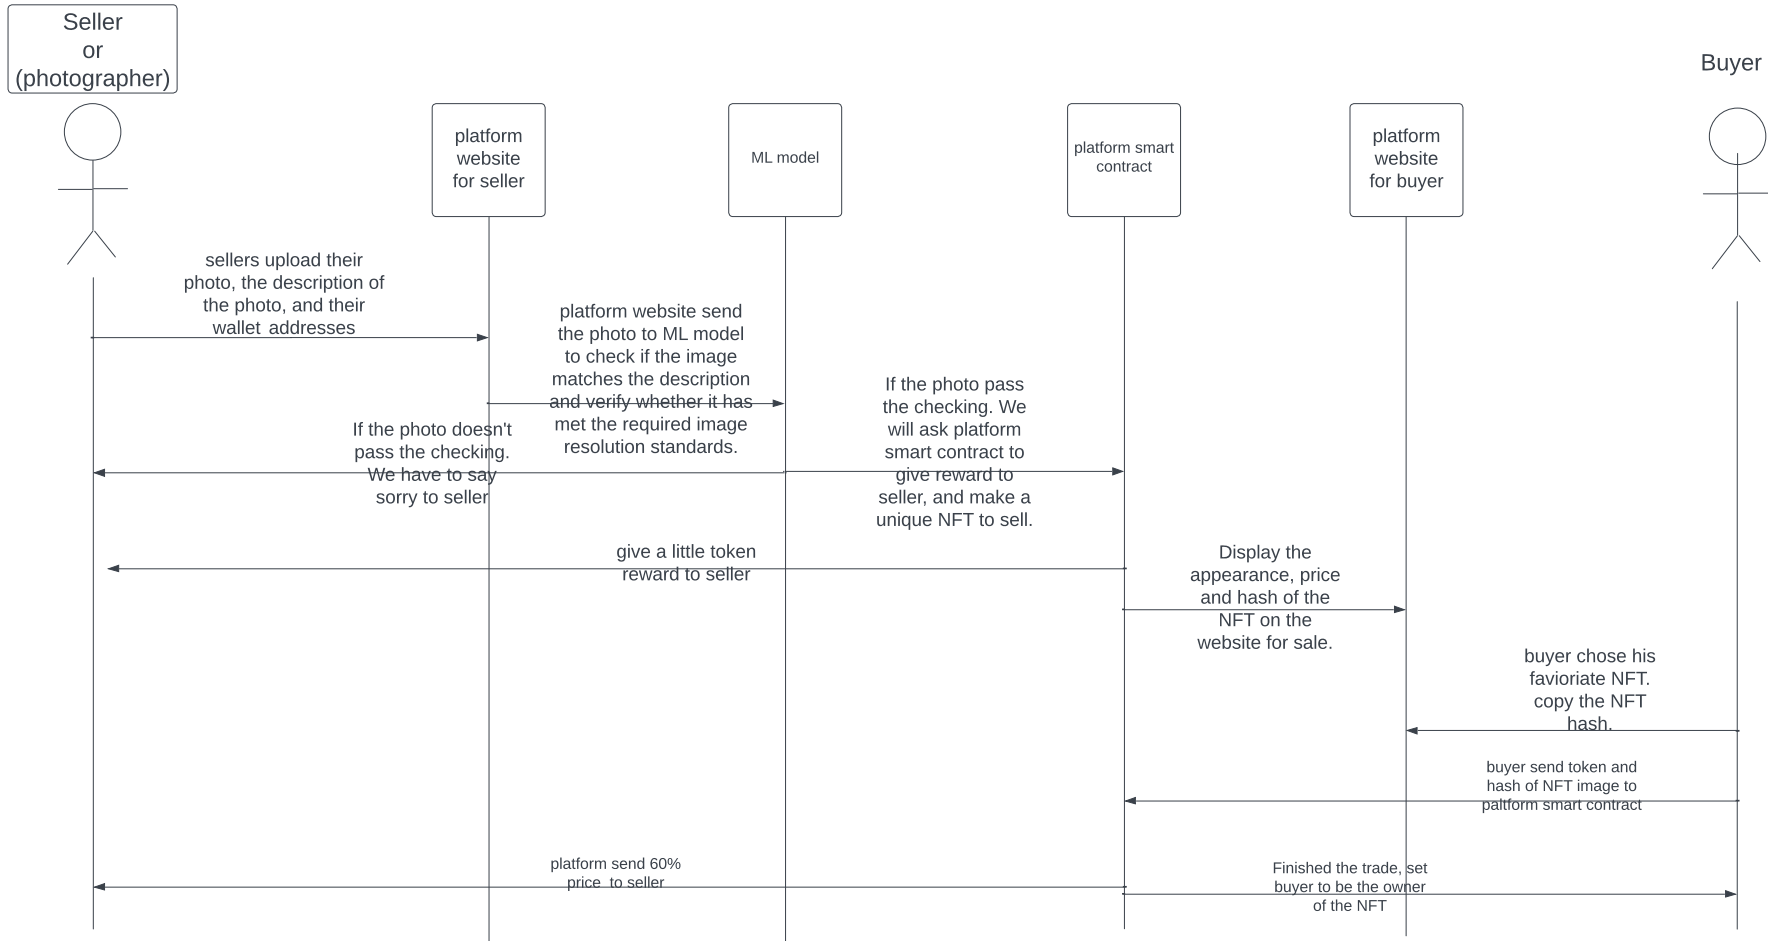 Seller
or
(photographer)
Buyer
platform
website
for seller
ML model
platform smart
contract
platform
website
for buyer
sellers upload their
photo, the description of
the photo, and their
wallet addresses
platform website send
the photo to ML model
to check if the image
matches the description
and verify whether it has
met the required image
resolution standards.
If the photo doesn't
pass the checking.
We have to say
sorry to seller
If the photo pass
the checking. We
will ask platform
smart contract to
give reward to
seller, and make a
unique NFT to sell.
give a little token
reward to seller
Display the
appearance, price
and hash of the
NFT on the
website for sale.
buyer chose his
favioriate NFT.
copy the NFT
hash.
buyer send token and
hash of NFT image to
paltform smart contract
platform send 60%
price to seller
Finished the trade, set
buyer to be the owner
of the NFT